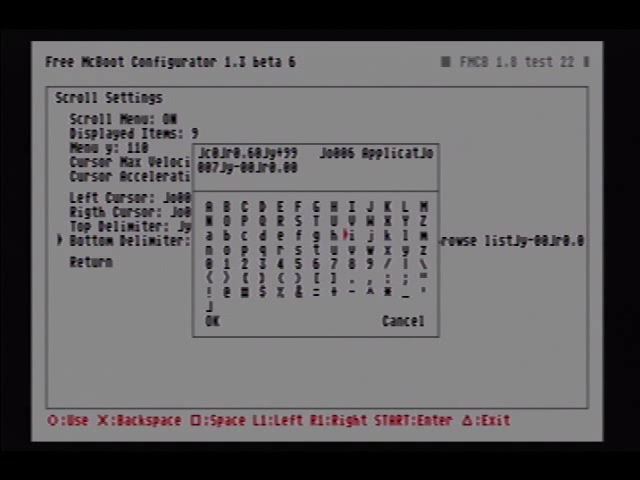 Free McBoot Configurator 1.3 beta 6
FMCB 1.8 test 22
Scroll Settings
Scroll Menu: ON
Displayed Items: 9
Menu y: 110
Cursor Max Veloci
Cursor Accelerati
Left Cursor: Jo00
Rigth Cursor: Jo0
Top Delimiter: Jy
Bottom Delimiter:
rowse listJy-00Jr0.0
Return
Jc0Jr0.60Jy+99 Jo006 ApplicatJo
007Jy-00Jr0.00
A B C D E F G H I J K L M
N O P Q R S T U V W X Y Z
a b c d e f g h i j k l m
n o p q r s t u v w x y z
0 1 2 3 4 5 6 7 8 9 / | \
OK Cancel
O:Use X:Backspace □:Space L1:Left R1:Right START:Enter △:Exit